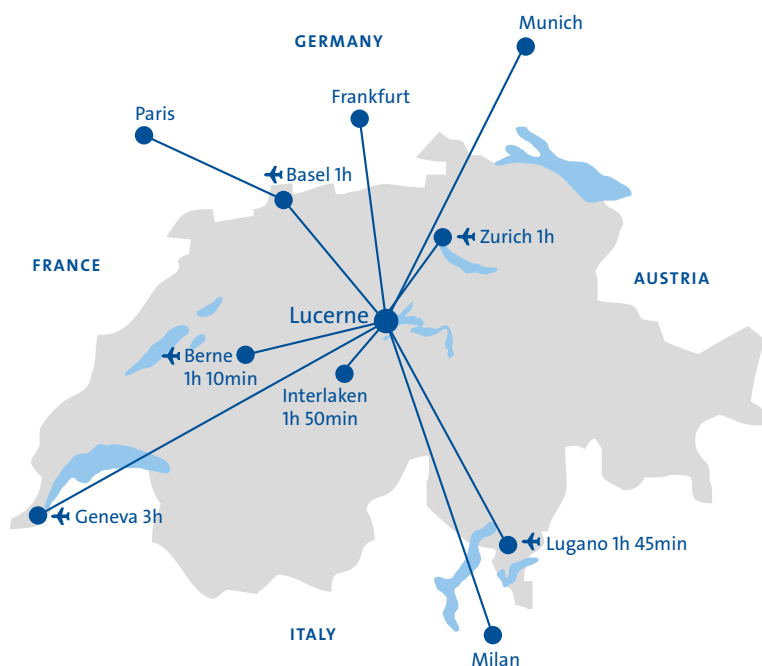 Munich
GERMANY
Frankfurt
Paris
Basel 1h
Zurich 1h
FRANCE
AUSTRIA
Lucerne
Berne
1h 10min
Interlaken
1h 50min
Geneva 3h
Lugano 1h 45min
ITALY
Milan